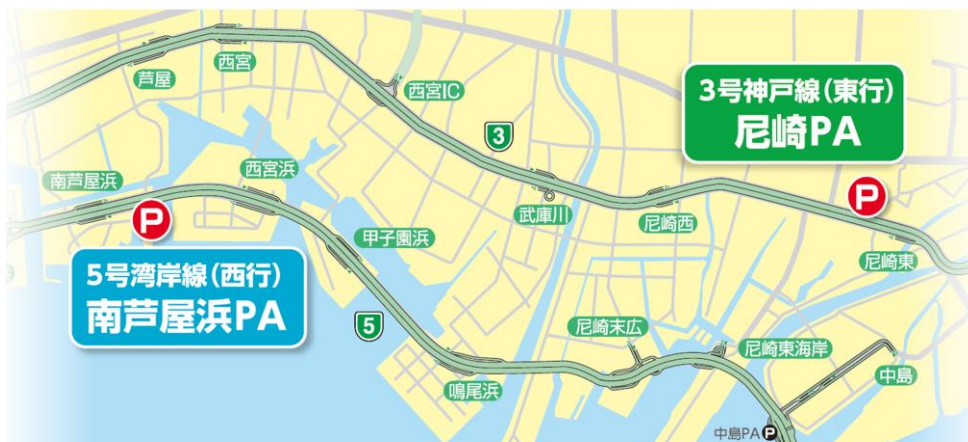 芦屋
西宮
西宮IC
3号神戸線(東行)
尼崎PA
3
南芦屋浜
西宮浜
武庫川
尼崎西
P
P
甲子園浜
尼崎東
5号湾岸線(西行)
南芦屋浜PA
5
尼崎末広
尼崎東海岸
鳴尾浜
中島
中島PA P